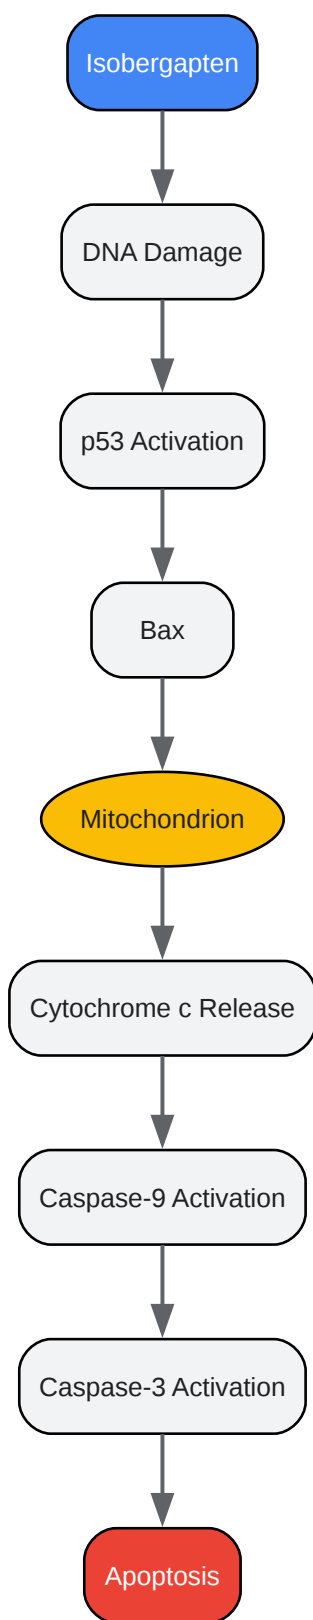 Isobergapten
DNA Damage
p53 Activation
Bax
Mitochondrion
Cytochrome c Release
Caspase-9 Activation
Caspase-3 Activation
Apoptosis